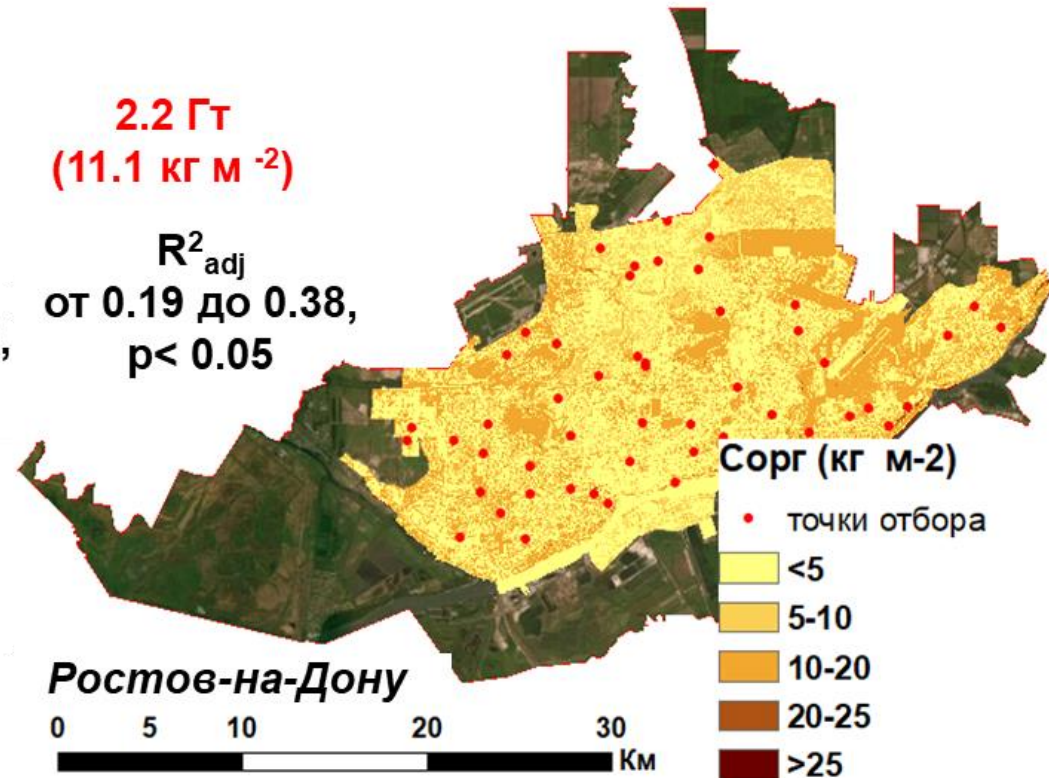 2.2 Гт
(11.1 кг м -2)
R2adj
от 0.19 до 0.38,
p< 0.05
,
Сорг (кг м-2)
точки отбора
<5
5-10
10-20
20-25
>25
Ростов-на-Дону
0 5 10 20 30
Км